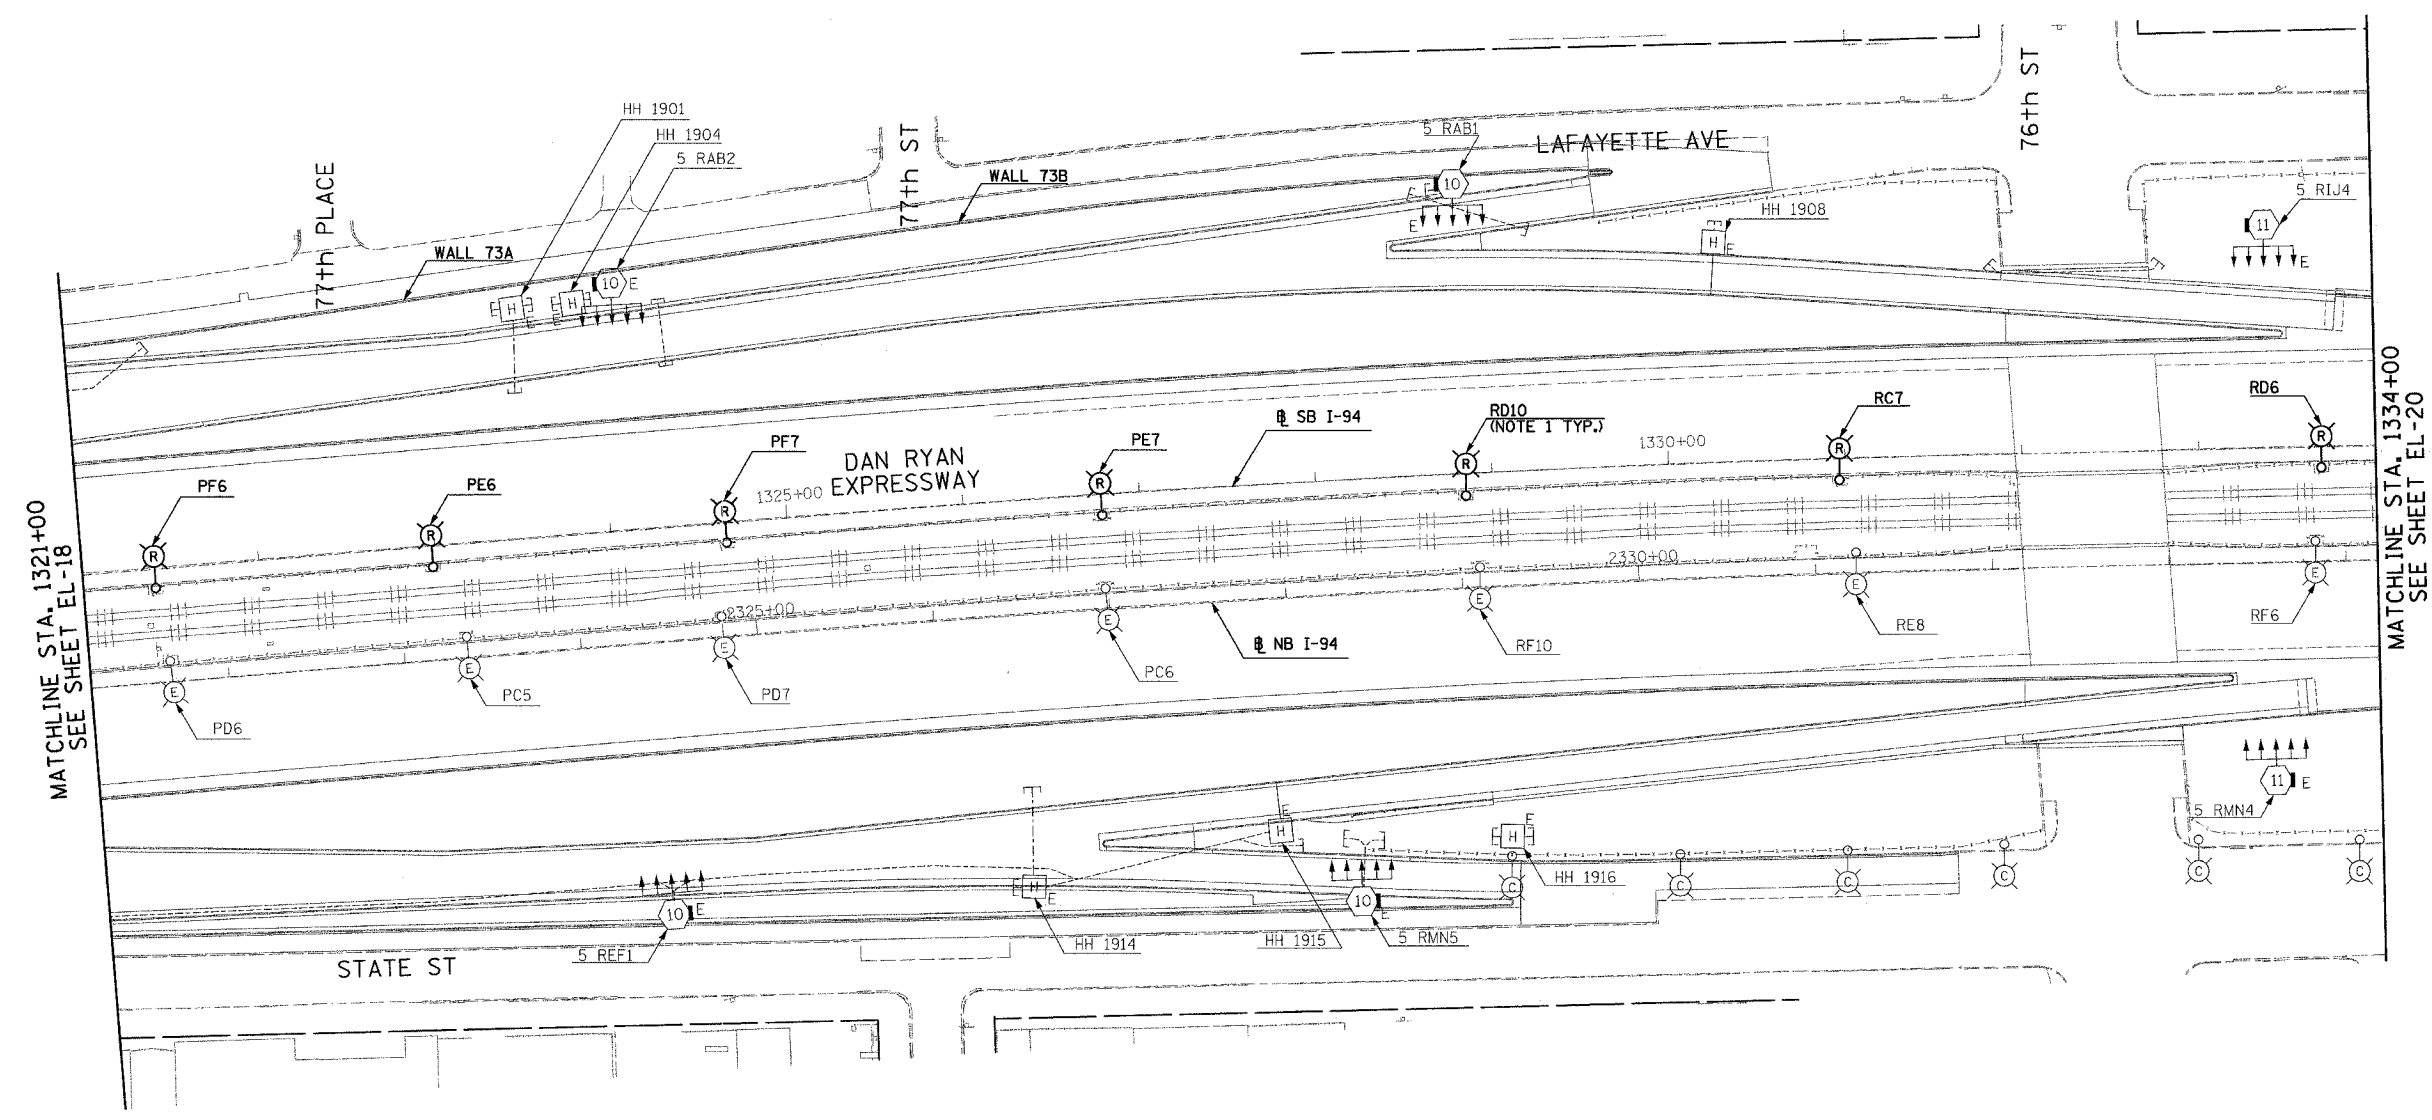 76th ST
HH 1901
HH 1904
5 RAB2
77th ST
5 RAB1
LAFAYETTE AVE
WALL 73B
77th PLACE
10
5 RIJ4
HH 1908
11
E
H
E
E
WALL 73A
H
E
H
E
10
E
E
MATCHLINE STA. 1334+00
SEE SHEET EL-20
RD6
RC7
RD10
(NOTE 1 TYP.)
℄ SB I-94
PE7
PF7
1330+00
DAN RYAN
EXPRESSWAY
1325+00
PE6
PF6
R
R
R
R
R
R
R
MATCHLINE STA. 1321+00
SEE SHEET EL-18
2330+00
2325+00
E
E
E
E
E
E
E
RF6
RE8
RF10
℄ NB I-94
PC6
PD7
PC5
PD6
11
E
5 RMN4
E
H
H
E
HH 1916
C
C
C
C
C
C
H
E
10
E
10
E
HH 1914
HH 1915
5 RMN5
5 REF1
STATE ST